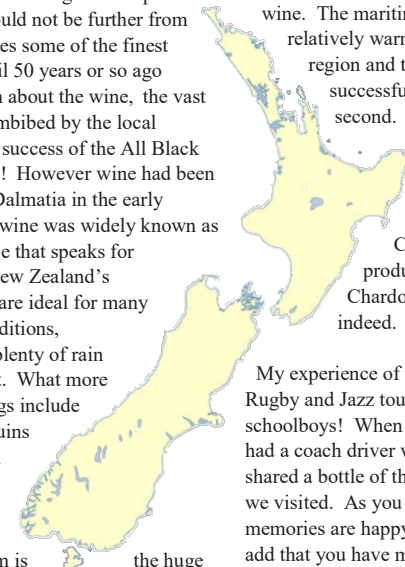 ould not be further from
es some of the finest
il 50 years or so ago
about the wine, the vast
mbibed by the local
success of the All Black
! However wine had been
Dalmatia in the early
wine was widely known as
e that speaks for
ew Zealand's
are ideal for many
ditions,
plenty of rain
t. What more
gs include
uins
m is
the huge
wine. The mariti
relatively warm
region and t
successfu
second.
C
produ
Chardo
indeed.
My experience of
Rugby and Jazz tou
schoolboys! When
had a coach driver w
shared a bottle of th
we visited. As you
memories are happy
add that you have m